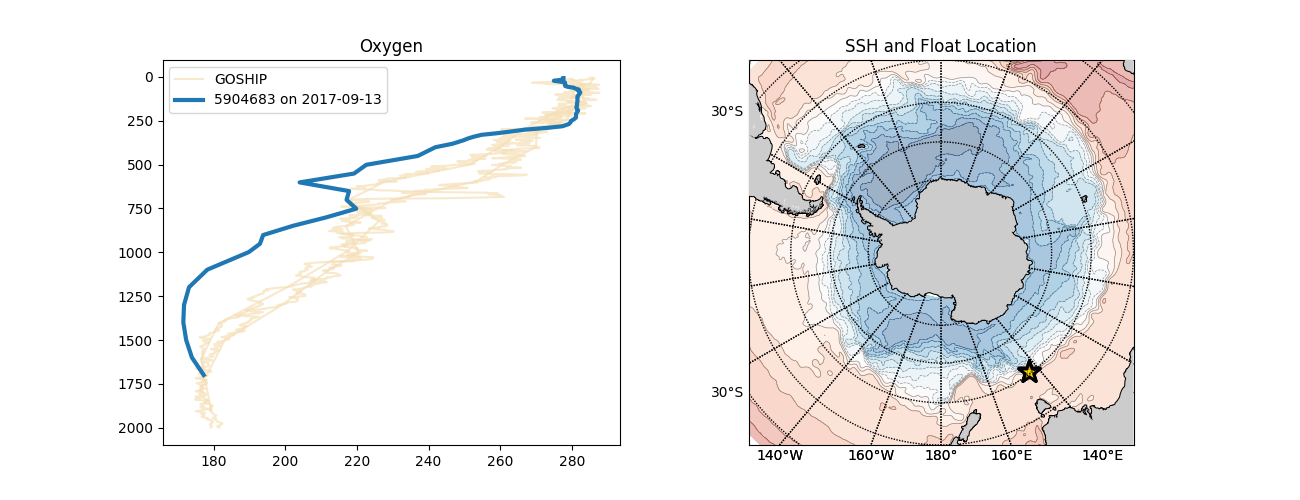 Oxygen
GOSHIP
5904683 on 2017-09-13
0
250
500
750
1000
1250
1500
1750
2000
180
200
220
240
260
280
SSH and Float Location
30°S
30°S
140°W
160°W
180°
160°E
140°E